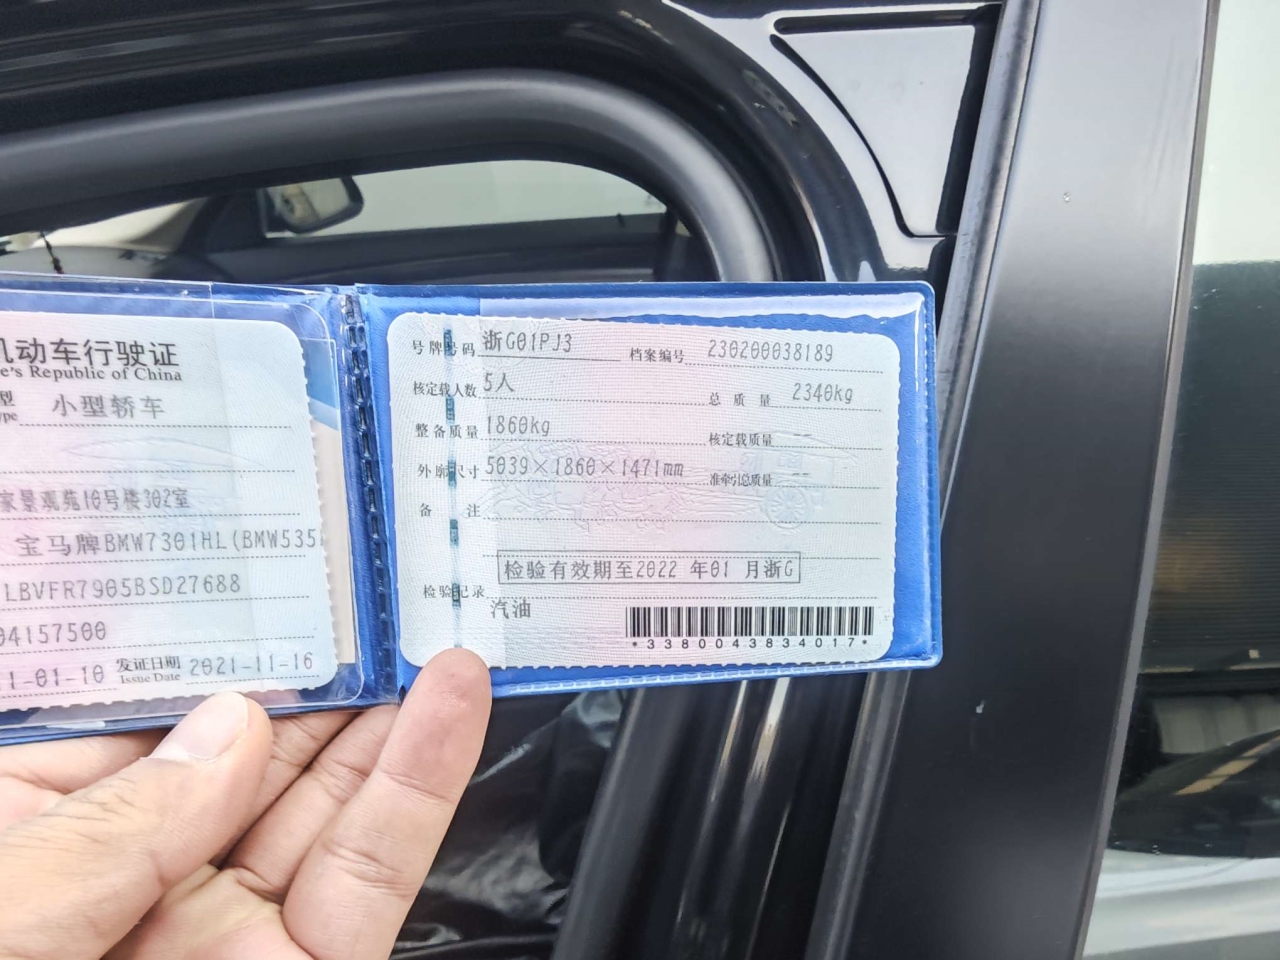 机动车行驶证
e's Republic of China
型 小型轿车
ype
家景观苑10号楼302室
宝马牌BMW7301HL(BMW535
LBVFR7905BSD27688
04157500
1-01-10 发证日期 2021-11-16
Issue Date
号牌号码 浙G01PJ3 档案编号 230200038189
核定载人数 5人 总质量 2340kg
整备质量 1860kg 核定载质量 --
外廓尺寸 5039×1860×1471mm 准牵引总质量 --
备 注
检验有效期至2022 年01 月浙G
检验记录
汽油
*3380043834017*